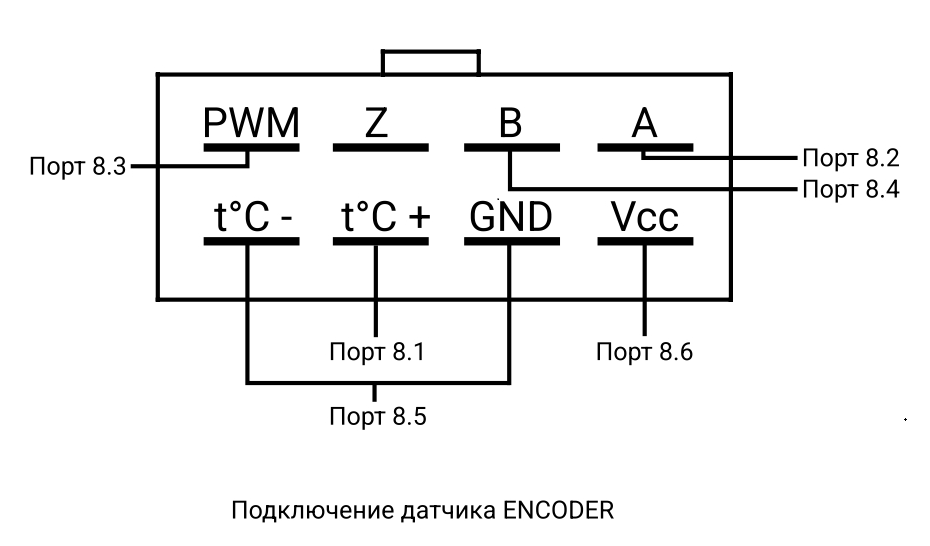 PWM Z B A
Порт 8.3
Порт 8.2
Порт 8.4
t°C - t°C + GND Vcc
Порт 8.1
Порт 8.6
Порт 8.5
Подключение датчика ENCODER